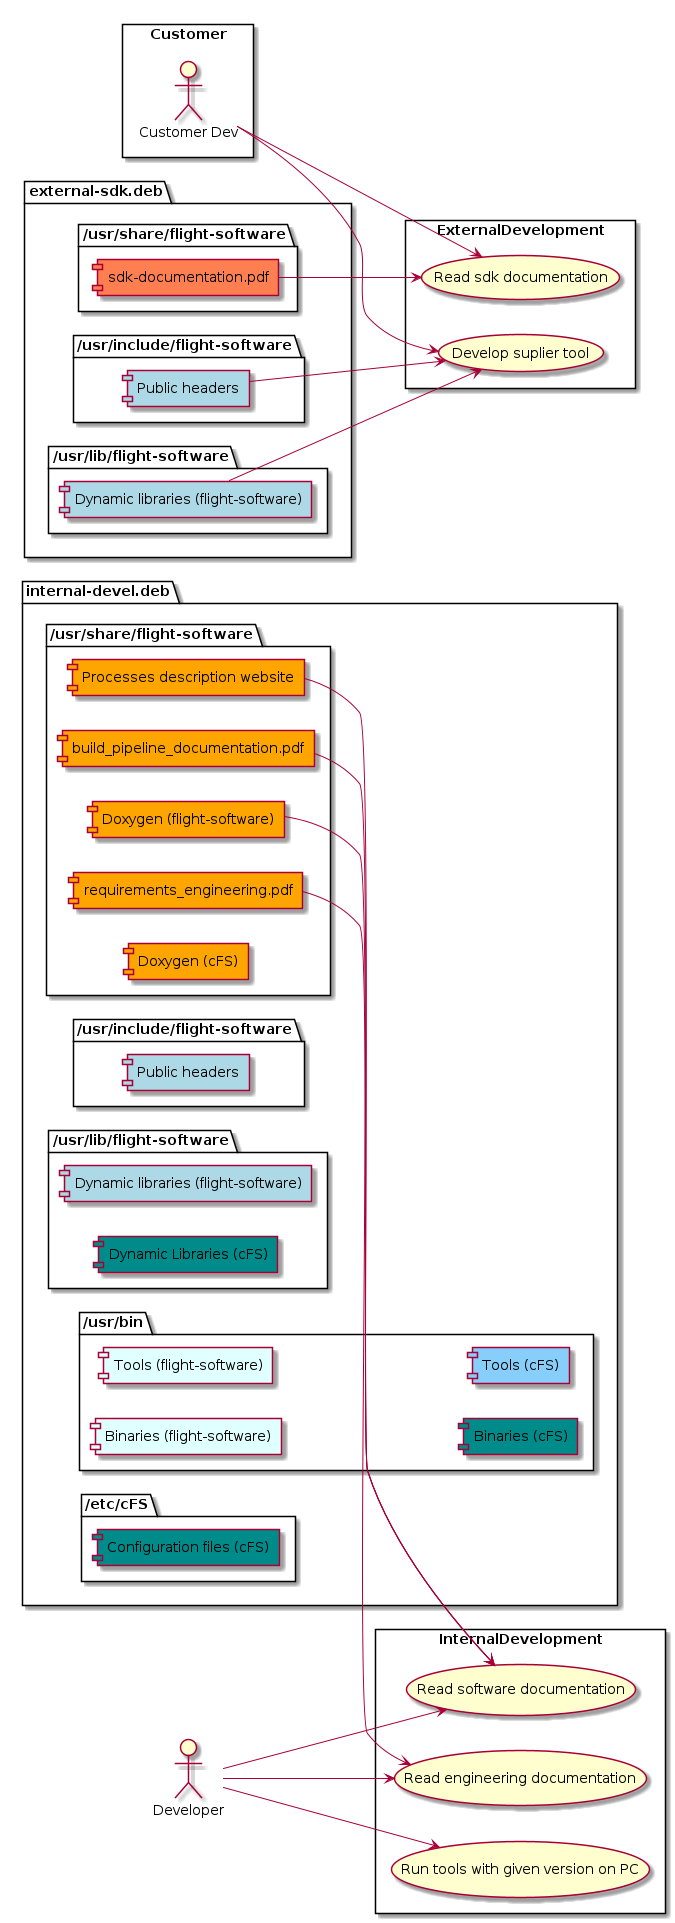 Customer
Customer Dev
external-sdk.deb
/usr/share/flight-software
sdk-documentation.pdf
ExternalDevelopment
Read sdk documentation
Develop suplier tool
/usr/include/flight-software
Public headers
/usr/lib/flight-software
Dynamic libraries (flight-software)
internal-devel.deb
/usr/share/flight-software
Processes description website
build_pipeline_documentation.pdf
Doxygen (flight-software)
requirements_engineering.pdf
Doxygen (cFS)
/usr/include/flight-software
Public headers
/usr/lib/flight-software
Dynamic libraries (flight-software)
Dynamic Libraries (cFS)
/usr/bin
Tools (flight-software)
Tools (cFS)
Binaries (flight-software)
Binaries (cFS)
/etc/cFS
Configuration files (cFS)
InternalDevelopment
Read software documentation
Developer
Read engineering documentation
Run tools with given version on PC